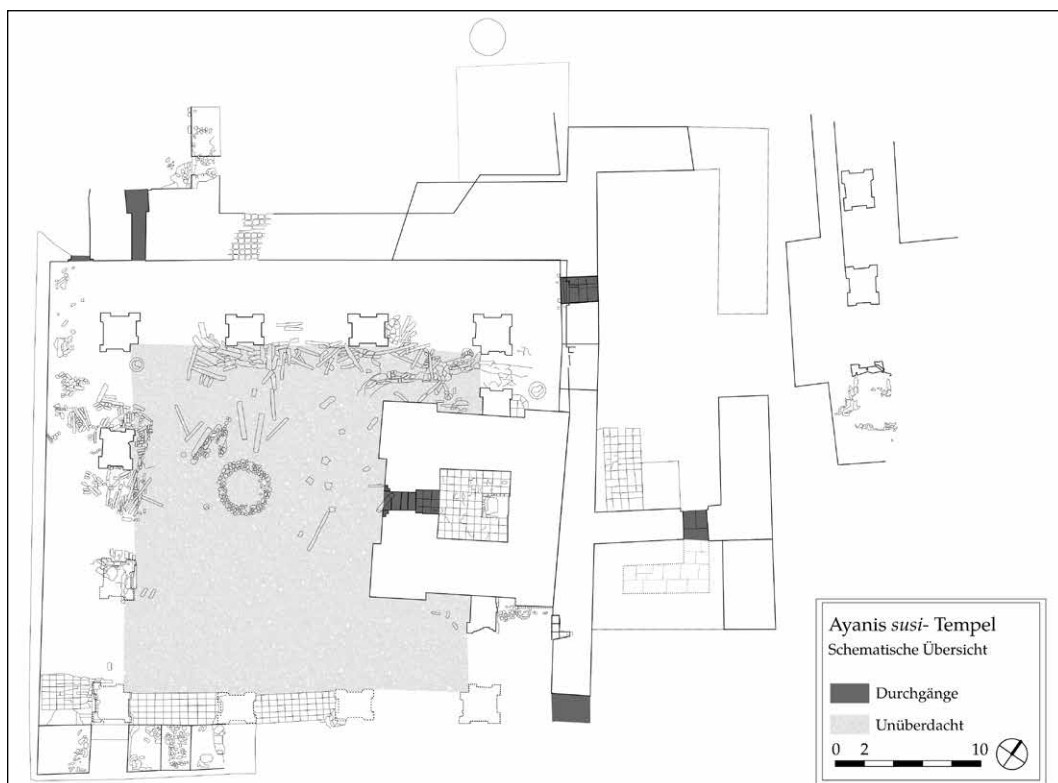 Ayanis susi- Tempel
Schematische Übersicht
Durchgänge
Unüberdacht
0 2 10